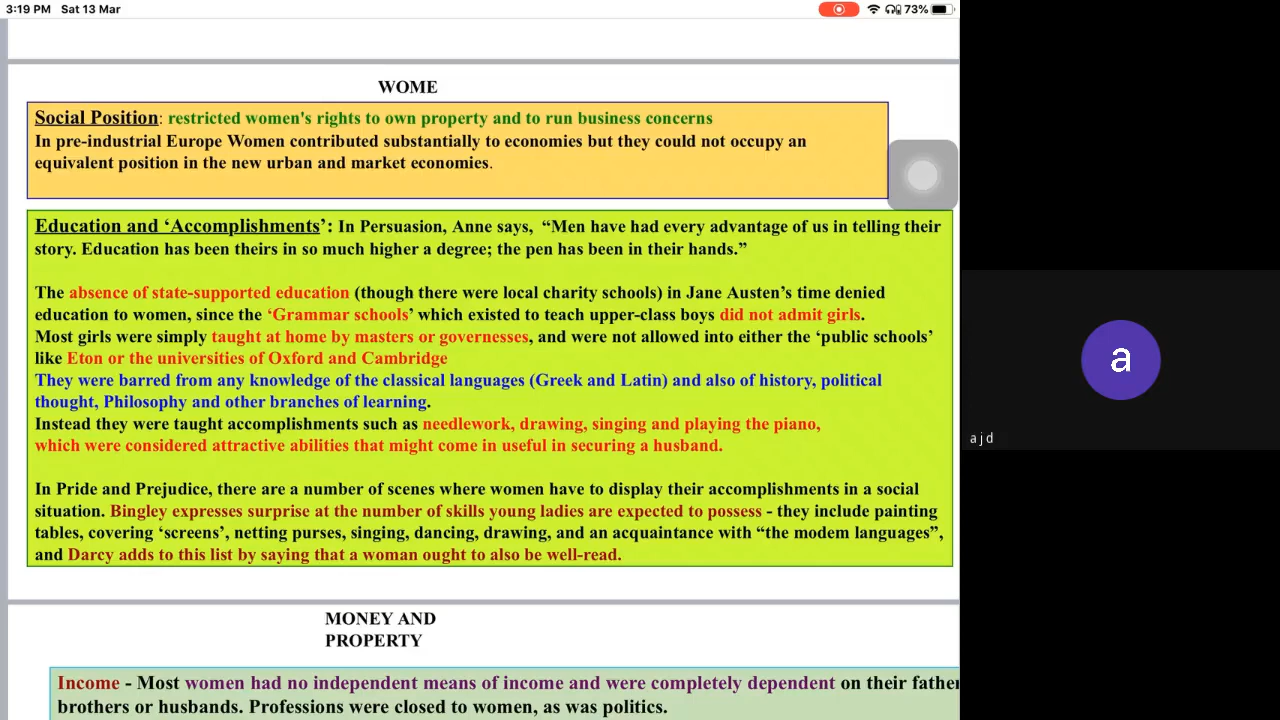 3:19 PM Sat 13 Mar
73%
WOME
Social Position: restricted women's rights to own property and to run business concerns
In pre-industrial Europe Women contributed substantially to economies but they could not occupy an
equivalent position in the new urban and market economies.
Education and ‘Accomplishments’: In Persuasion, Anne says, “Men have had every advantage of us in telling their
story. Education has been theirs in so much higher a degree; the pen has been in their hands.”
The absence of state-supported education (though there were local charity schools) in Jane Austen’s time denied
education to women, since the ‘Grammar schools’ which existed to teach upper-class boys did not admit girls.
Most girls were simply taught at home by masters or governesses, and were not allowed into either the ‘public schools’
like Eton or the universities of Oxford and Cambridge
They were barred from any knowledge of the classical languages (Greek and Latin) and also of history, political
thought, Philosophy and other branches of learning.
Instead they were taught accomplishments such as needlework, drawing, singing and playing the piano,
which were considered attractive abilities that might come in useful in securing a husband.
In Pride and Prejudice, there are a number of scenes where women have to display their accomplishments in a social
situation. Bingley expresses surprise at the number of skills young ladies are expected to possess - they include painting
tables, covering ‘screens’, netting purses, singing, dancing, drawing, and an acquaintance with “the modem languages”,
and Darcy adds to this list by saying that a woman ought to also be well-read.
MONEY AND
PROPERTY
Income - Most women had no independent means of income and were completely dependent on their father
brothers or husbands. Professions were closed to women, as was politics.
a
a j d